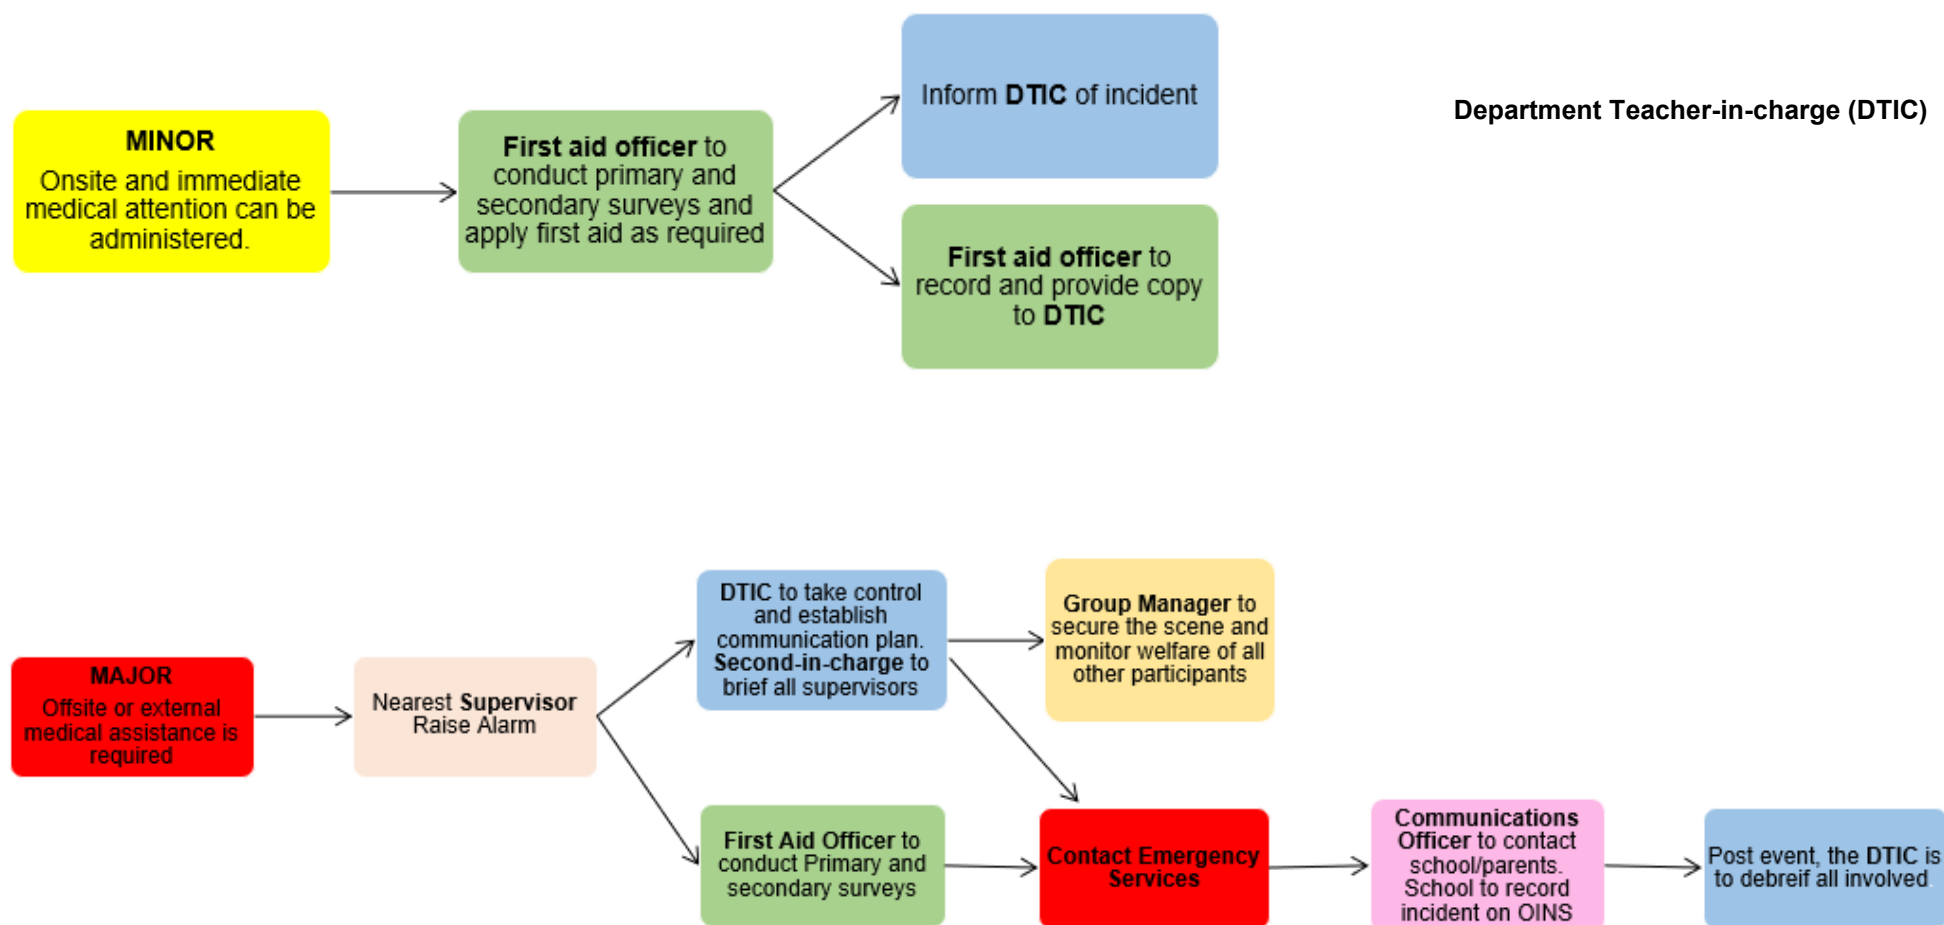 Inform DTIC of incident
Department Teacher-in-charge (DTIC)
MINOR
Onsite and immediate
medical attention can be
administered.
First aid officer to
conduct primary and
secondary surveys and
apply first aid as required
First aid officer to
record and provide copy
to DTIC
MAJOR
Offsite or external
medical assistance is
required
Nearest Supervisor
Raise Alarm
DTIC to take control
and establish
communication plan.
Second-in-charge to
brief all supervisors
Group Manager to
secure the scene and
monitor welfare of all
other participants
First Aid Officer to
conduct Primary and
secondary surveys
Contact Emergency
Services
Communications
Officer to contact
school/parents.
School to record
incident on OINS
Post event, the DTIC is
to debreif all involved.